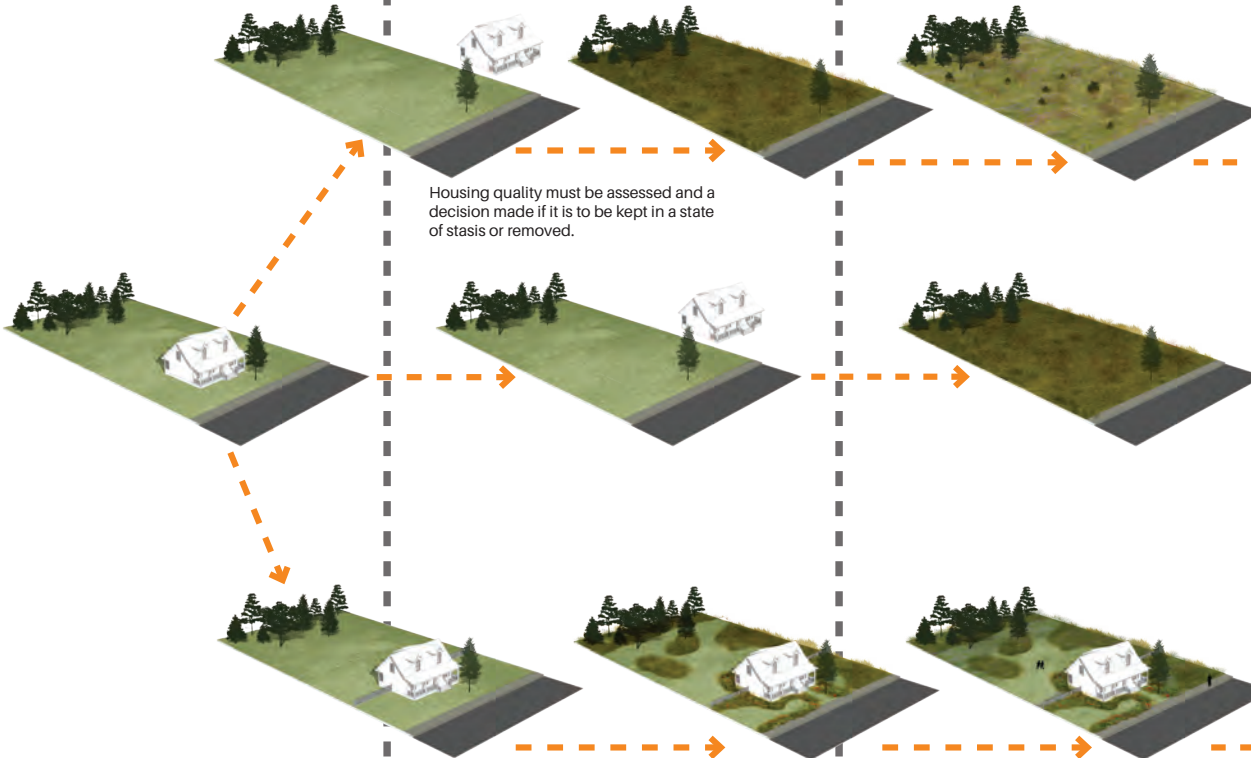 Housing quality must be assessed and a
decision made if it is to be kept in a state
of stasis or removed.